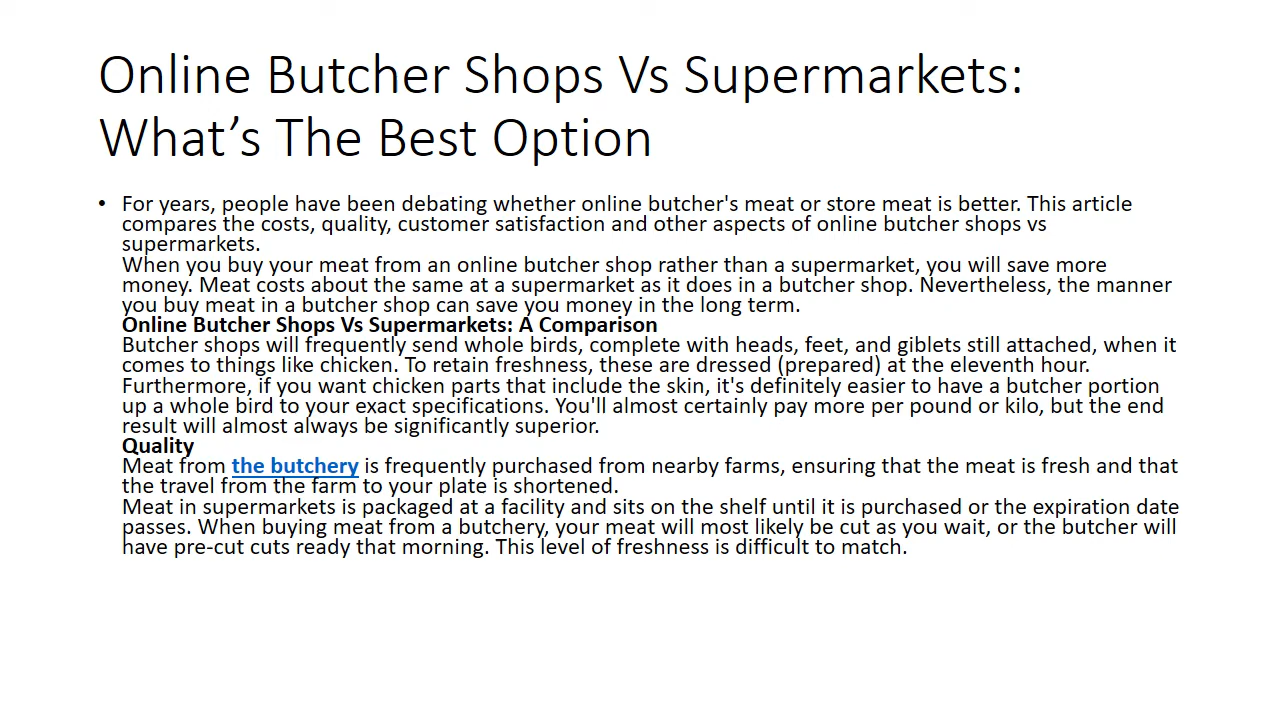 Online Butcher Shops Vs Supermarkets:
What’s The Best Option
• For years, people have been debating whether online butcher's meat or store meat is better. This article
compares the costs, quality, customer satisfaction and other aspects of online butcher shops vs
supermarkets.
When you buy your meat from an online butcher shop rather than a supermarket, you will save more
money. Meat costs about the same at a supermarket as it does in a butcher shop. Nevertheless, the manner
you buy meat in a butcher shop can save you money in the long term.
Online Butcher Shops Vs Supermarkets: A Comparison
Butcher shops will frequently send whole birds, complete with heads, feet, and giblets still attached, when it
comes to things like chicken. To retain freshness, these are dressed (prepared) at the eleventh hour.
Furthermore, if you want chicken parts that include the skin, it's definitely easier to have a butcher portion
up a whole bird to your exact specifications. You'll almost certainly pay more per pound or kilo, but the end
result will almost always be significantly superior.
Quality
Meat from the butchery is frequently purchased from nearby farms, ensuring that the meat is fresh and that
the travel from the farm to your plate is shortened.
Meat in supermarkets is packaged at a facility and sits on the shelf until it is purchased or the expiration date
passes. When buying meat from a butchery, your meat will most likely be cut as you wait, or the butcher will
have pre-cut cuts ready that morning. This level of freshness is difficult to match.